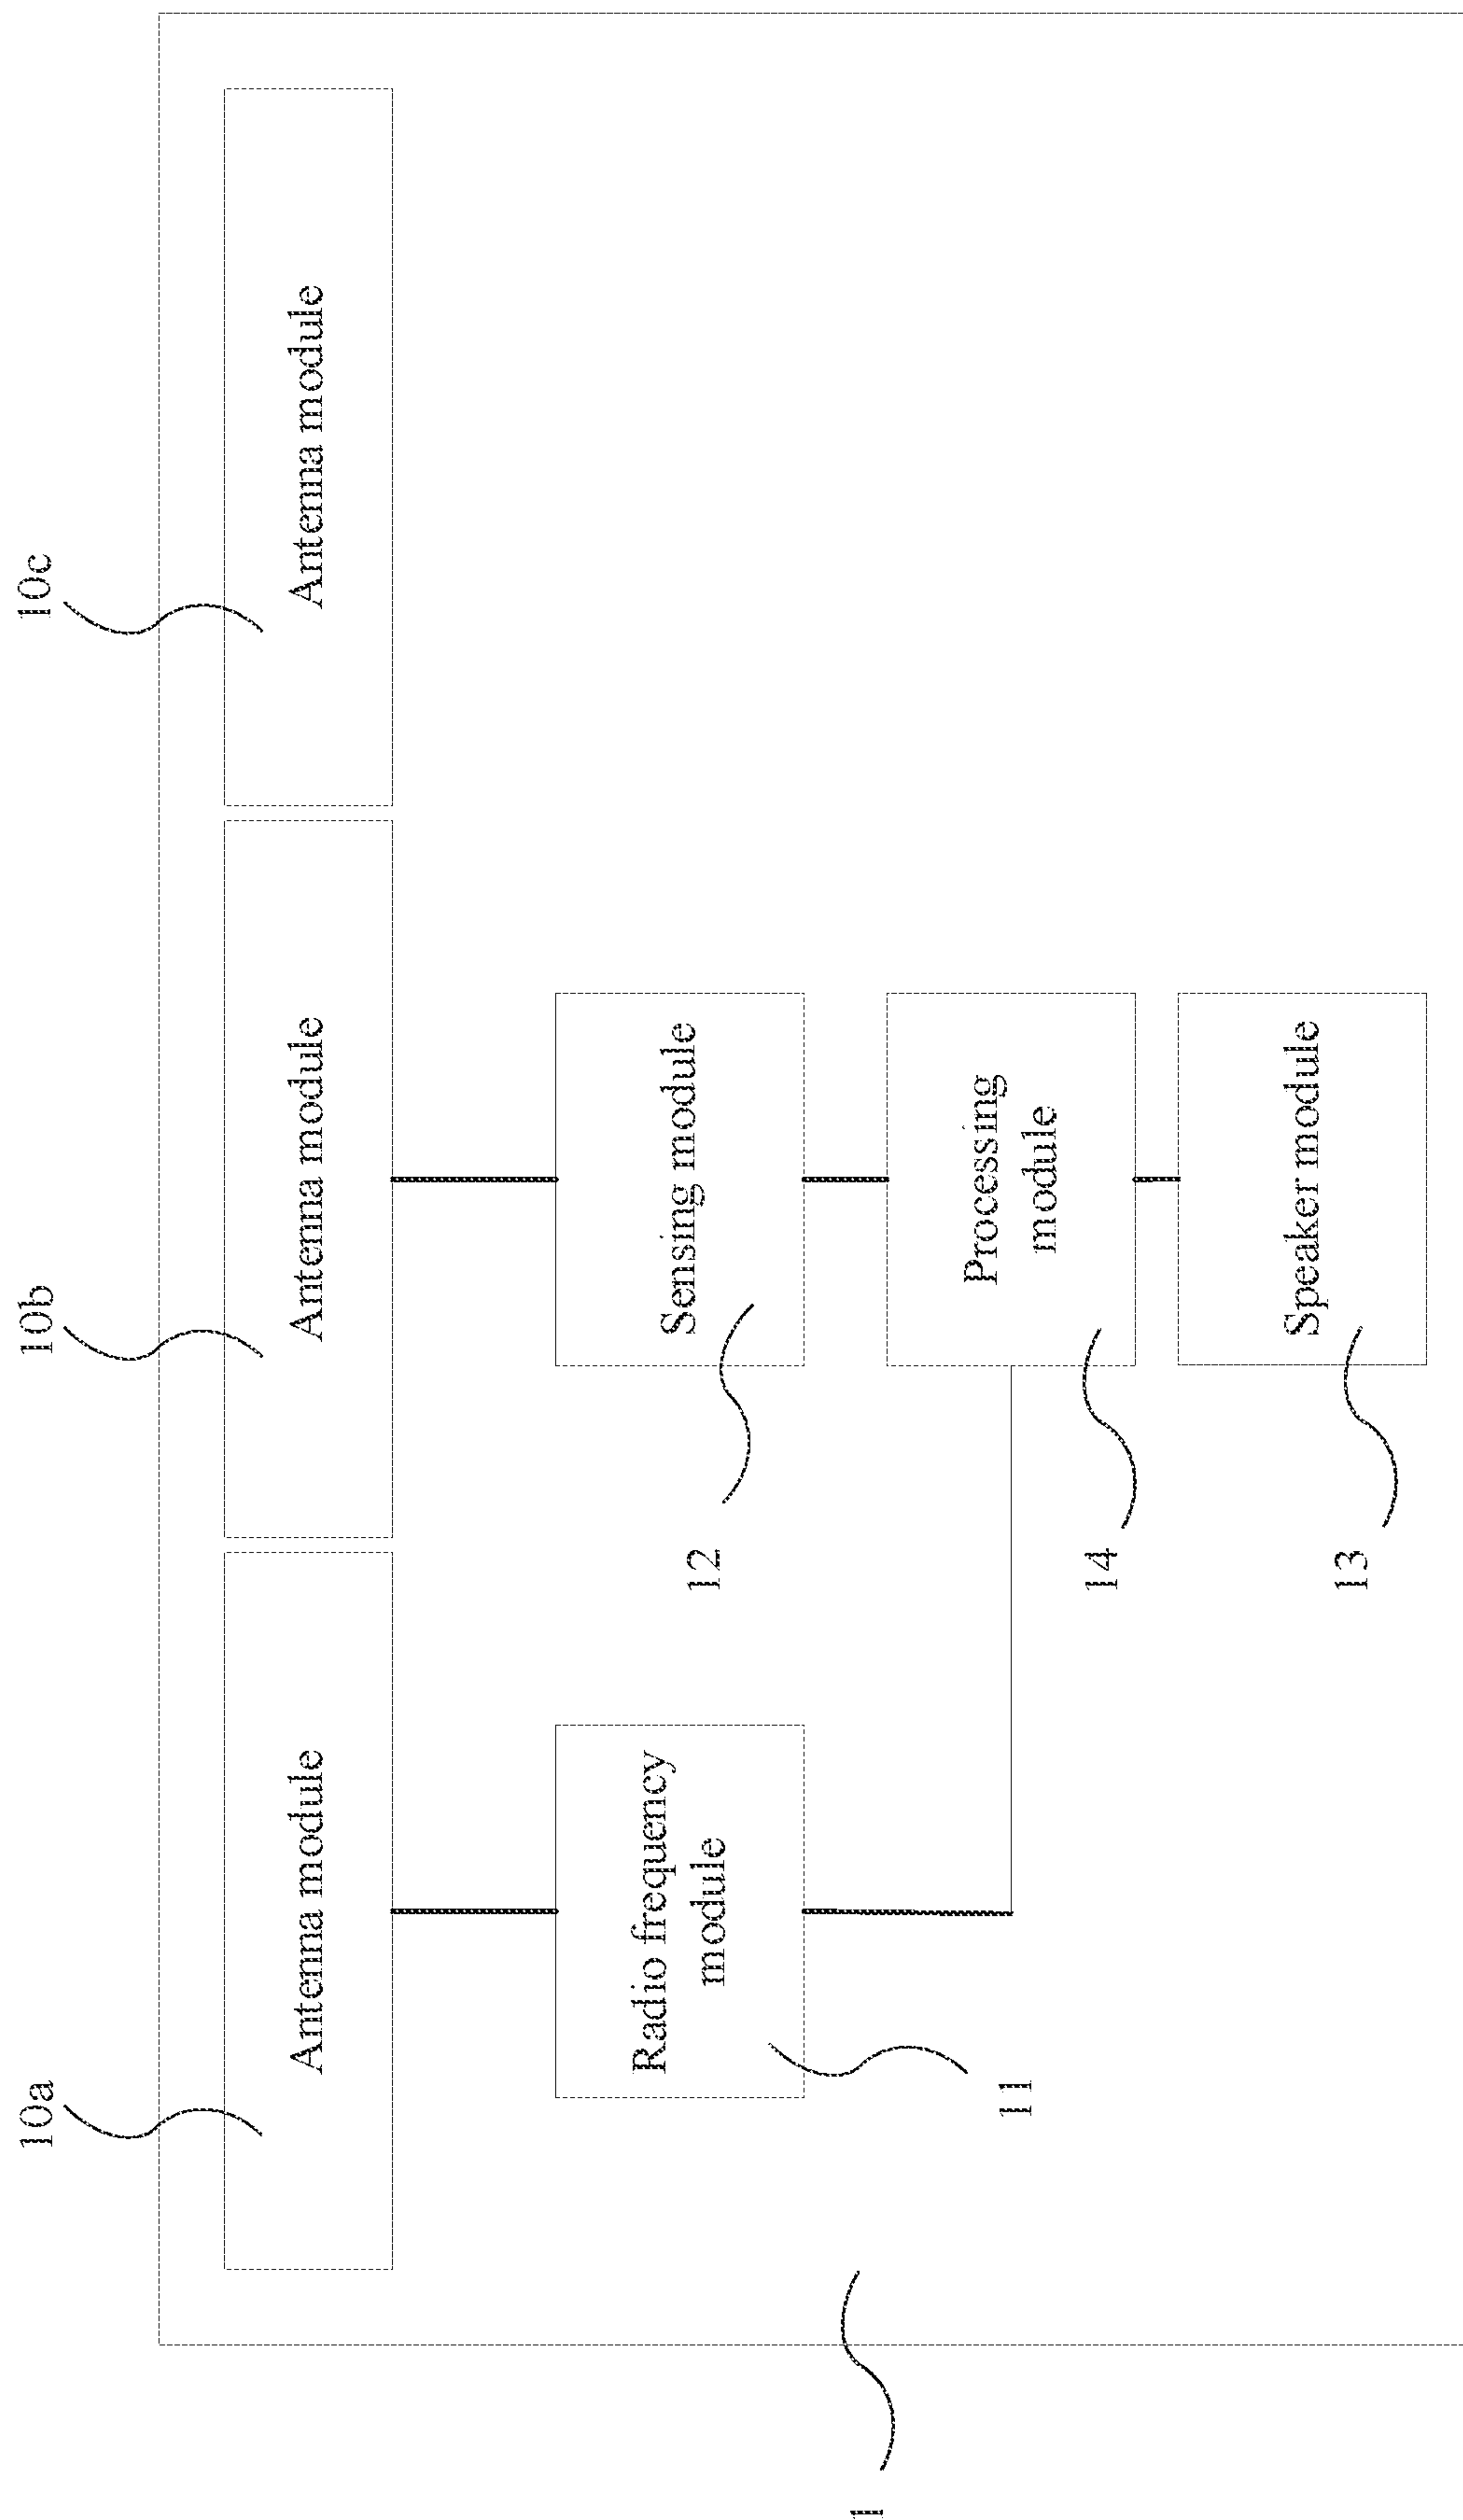 10a
10b
10c
Antenna module
Antenna module
Antenna module
Radio frequency
module
11
Sensing module
12
Processing
module
14
Speaker module
13
1